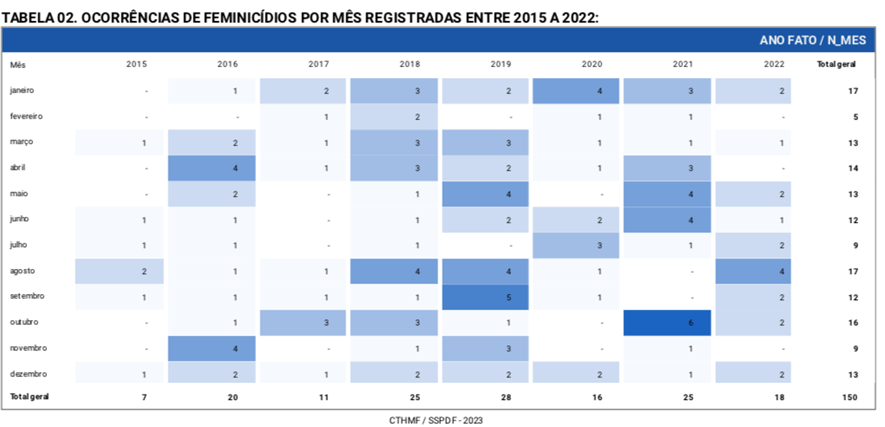 TABELA 02. OCORRÊNCIAS DE FEMINICÍDIOS POR MÊS REGISTRADAS ENTRE 2015 A 2022:
ANO FATO / N_MES
Mês 2015 2016 2017 2018 2019 2020 2021 2022 Total geral
janeiro - 1 2 3 2 4 3 2 17
fevereiro - - 1 2 - 1 1 - 5
março 1 2 1 3 3 1 1 1 13
abril - 4 1 3 2 1 3 - 14
maio - 2 - 1 4 - 4 2 13
junho 1 1 - 1 2 2 4 1 12
julho 1 1 - 1 - 3 1 2 9
agosto 2 1 1 4 4 1 - 4 17
setembro 1 1 1 1 5 1 - 2 12
outubro - 1 3 3 1 - 6 2 16
novembro - 4 - 1 3 - 1 - 9
dezembro 1 2 1 2 2 2 1 2 13
Total geral 7 20 11 25 28 16 25 18 150
CTHMF / SSPDF - 2023